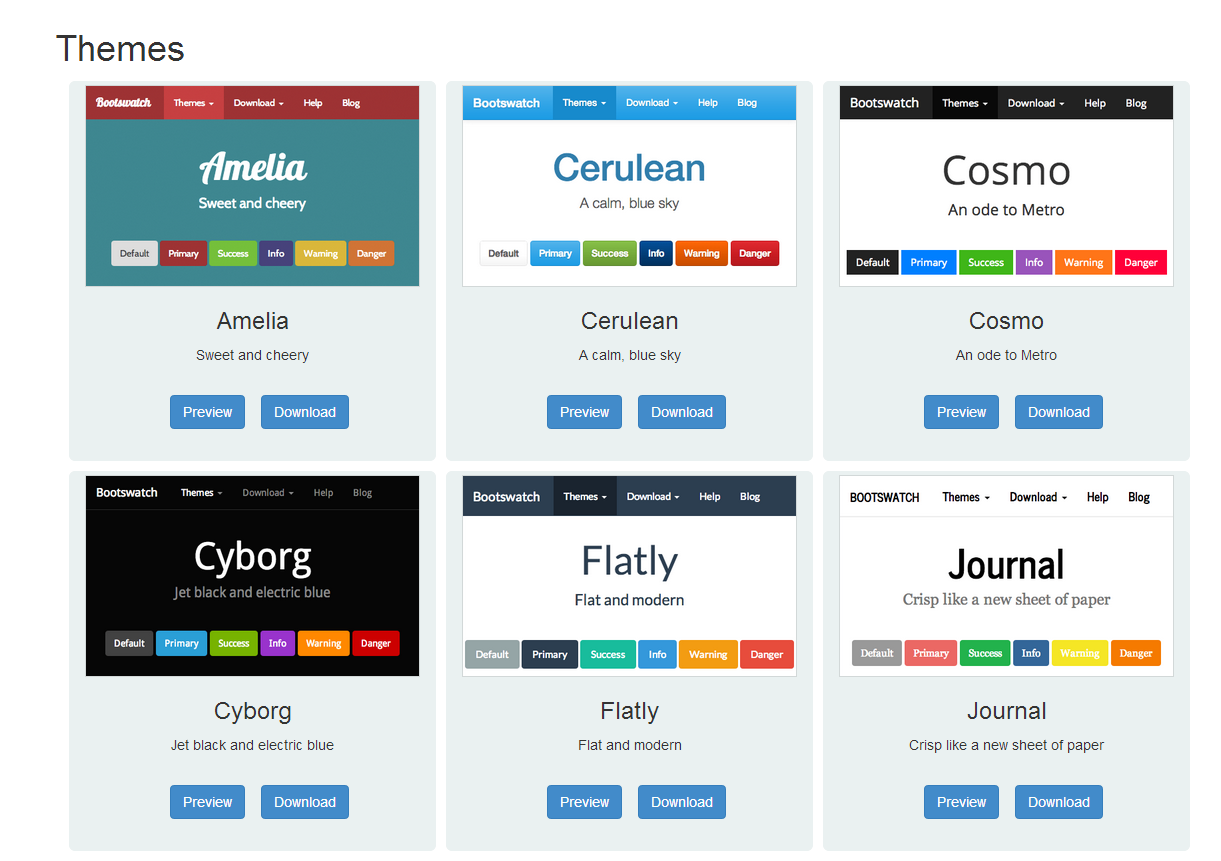 Themes
Bootswatch Themes Download Help Blog
Amelia
Sweet and cheery
Default Primary Success Info Warning Danger
Amelia
Sweet and cheery
Preview Download
Bootswatch Themes Download Help Blog
Cerulean
A calm, blue sky
Default Primary Success Info Warning Danger
Cerulean
A calm, blue sky
Preview Download
Bootswatch Themes Download Help Blog
Cosmo
An ode to Metro
Default Primary Success Info Warning Danger
Cosmo
An ode to Metro
Preview Download
Bootswatch Themes Download Help Blog
Cyborg
Jet black and electric blue
Default Primary Success Info Warning Danger
Cyborg
Jet black and electric blue
Preview Download
Bootswatch Themes Download Help Blog
Flatly
Flat and modern
Default Primary Success Info Warning Danger
Flatly
Flat and modern
Preview Download
BOOTSWATCH Themes Download Help Blog
Journal
Crisp like a new sheet of paper
Default Primary Success Info Warning Danger
Journal
Crisp like a new sheet of paper
Preview Download